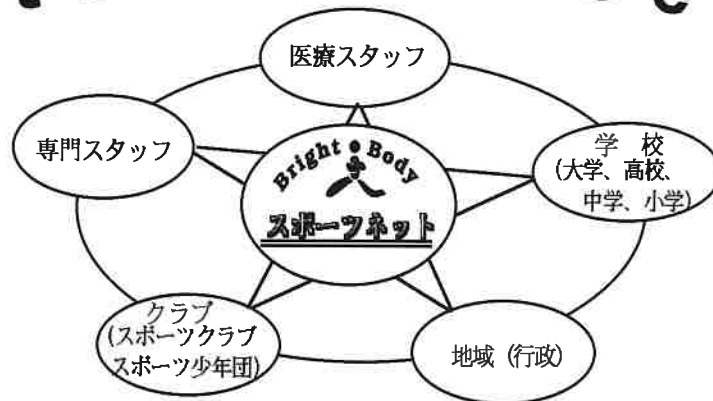 医療スタッフ
専門スタッフ
Bright Body
スポーツネット
学 校
(大学、高校、
中学、小学)
クラブ
(スポーツクラブ
スポーツ少年団)
地域 (行政)